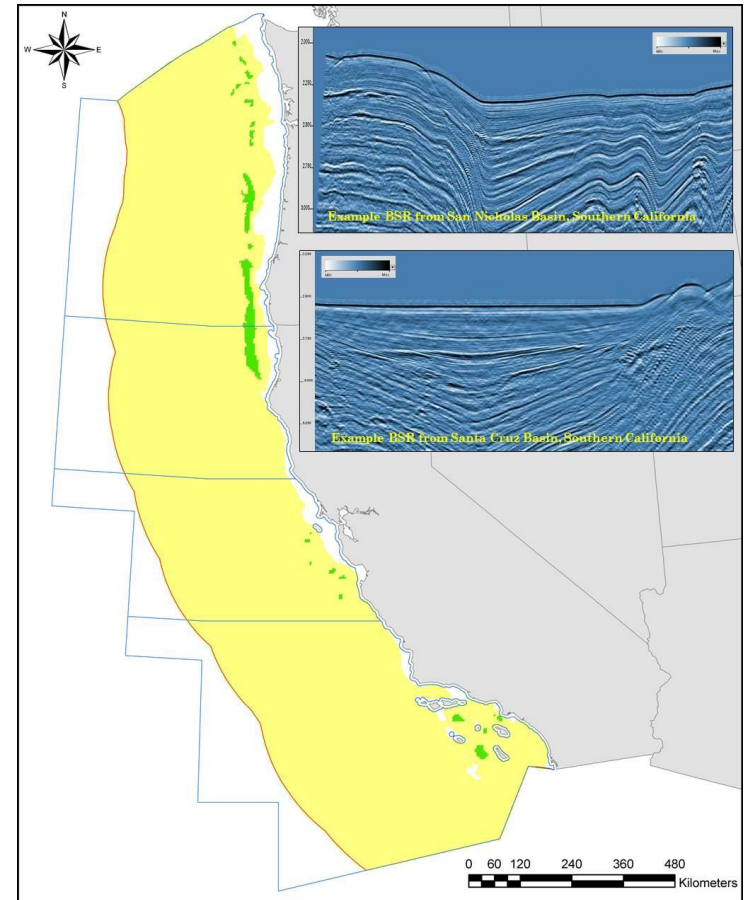 N
W E
S
Example BSR from San Nicholas Basin, Southern California
Example BSR from Santa Cruz Basin, Southern California
0 60 120 240 360 480
Kilometers